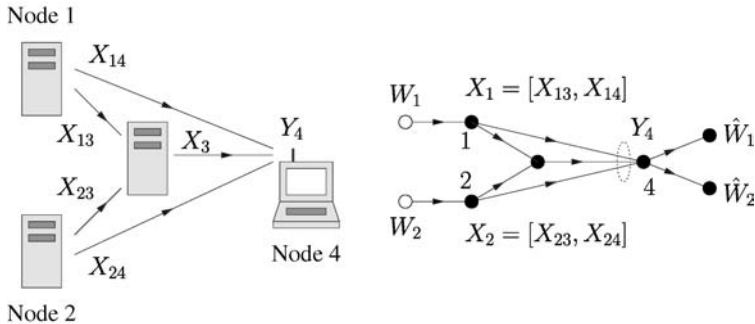 Node 1
X14
X13
X3
Y4
X23
X24
Node 2
Node 4
X1 = [X13, X14]
W1
1
Y4
Ŵ1
2
4
Ŵ2
W2
X2 = [X23, X24]